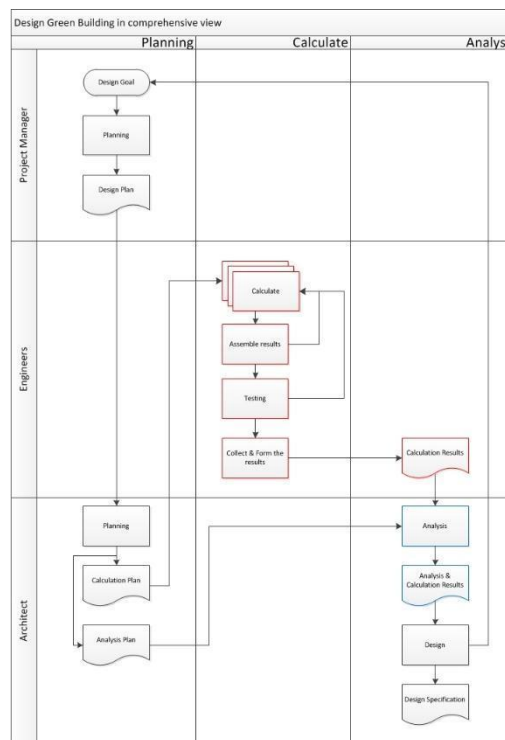 Design Green Building in comprehensive view
Planning
Calculate
Analys
Project Manager
Design Goal
Planning
Design Plan
Engineers
Calculate
Assemble results
Testing
Collect & Form the
results
Calculation Results
Architect
Planning
Calculation Plan
Analysis Plan
Analysis
Analysis &
Calculation Results
Design
Design Specification